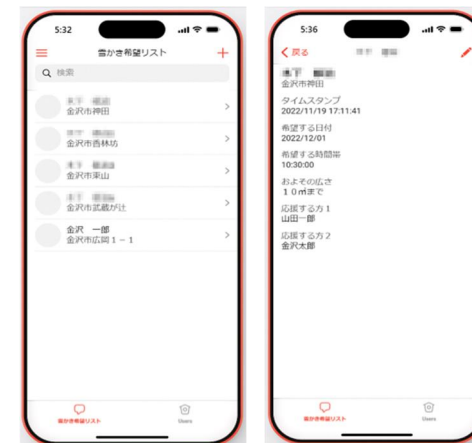 5:32
雪かき希望リスト
検索
金沢市神田
金沢市香林坊
金沢市東山
金沢市武蔵が辻
金沢 一郎
金沢市広岡1-1
雪かき希望リスト
Users
5:36
戻る
金沢市神田
タイムスタンプ
2022/11/19 17:11:41
希望する日付
2022/12/01
希望する時間帯
10:30:00
およその広さ
10㎡まで
応援する方1
山田一郎
応援する方2
金沢太郎
雪かき希望リスト
Users